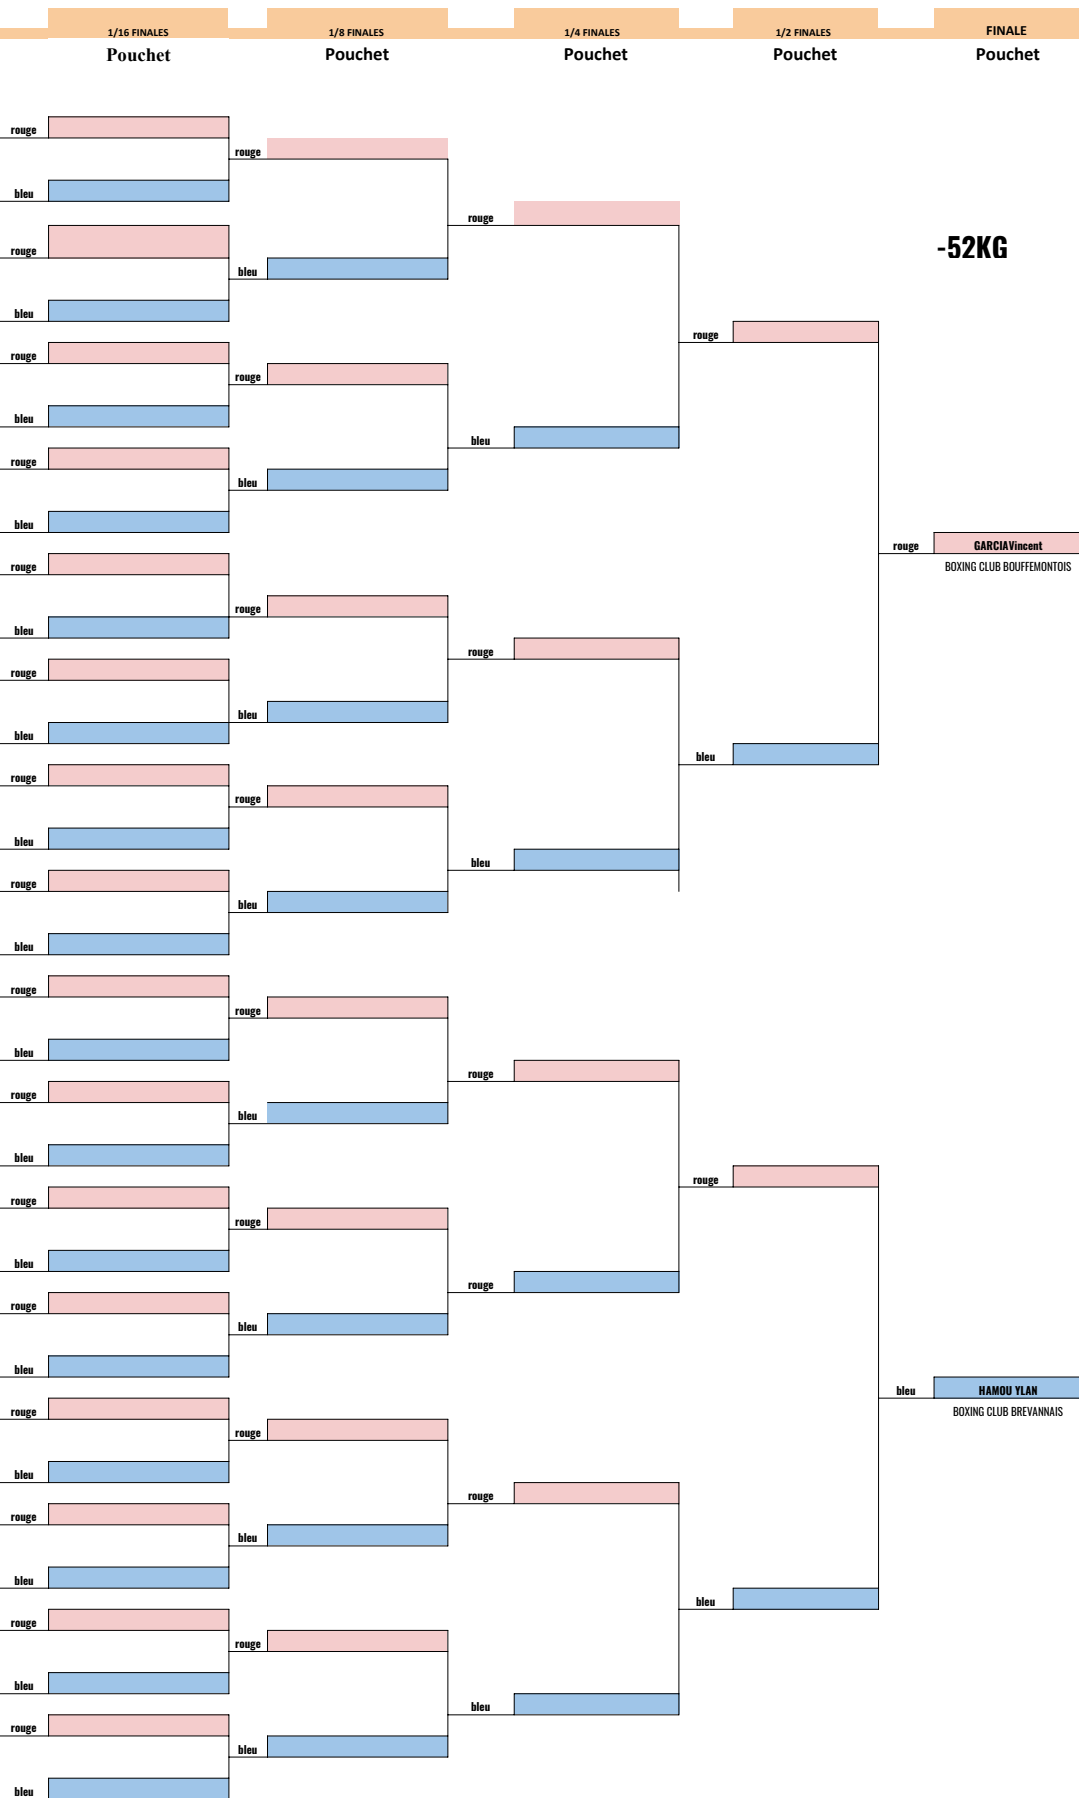 1/16 FINALES 1/8 FINALES 1/4 FINALES 1/2 FINALES FINALE
Pouchet Pouchet Pouchet Pouchet Pouchet
rouge
rouge
bleu
rouge
-52KG
rouge
bleu
bleu
rouge
rouge
rouge
bleu
bleu
rouge
bleu
bleu
rouge GARCIAVincent
rouge BOXING CLUB BOUFFEMONTOIS
rouge
bleu
rouge
rouge
bleu
bleu
bleu
rouge
rouge
bleu
bleu
rouge
bleu
bleu
rouge
rouge
bleu
rouge
rouge
bleu
bleu
rouge
rouge
rouge
bleu
rouge
rouge
bleu
bleu
bleu HAMOU YLAN
rouge BOXING CLUB BREVANNAIS
rouge
bleu
rouge
rouge
bleu
bleu
bleu
rouge
rouge
bleu
bleu
rouge
bleu
bleu